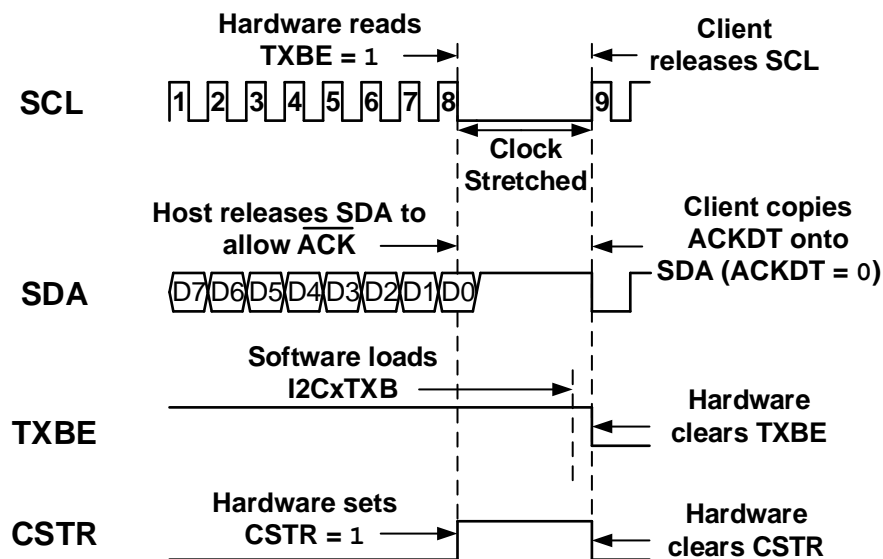 Hardware reads
TXBE = 1
Client
releases SCL
SCL
1 2 3 4 5 6 7 8 9
Clock
Stretched
Host releases SDA to
allow ACK
Client copies
ACKDT onto
SDA (ACKDT = 0)
SDA
D7 D6 D5 D4 D3 D2 D1 D0
Software loads
I2CxTXB
TXBE
Hardware
clears TXBE
Hardware sets
CSTR = 1
CSTR
Hardware
clears CSTR